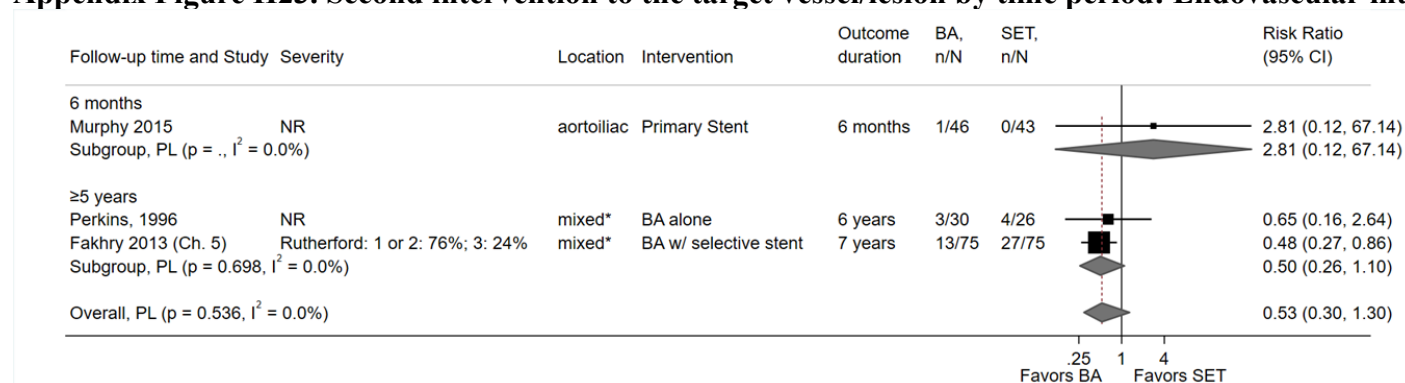 Appendix Figure H25. Second intervention to the target vessel/lesion by time period: Endovascular
Follow-up time and Study Severity Location Intervention Outcome duration BA, n/N SET, n/N Risk Ratio (95% CI)
6 months
Murphy 2015 NR aortoiliac Primary Stent 6 months 1/46 0/43 2.81 (0.12, 67.14)
Subgroup, PL (p = ., I² = 0.0%) 2.81 (0.12, 67.14)
≥5 years
Perkins, 1996 NR mixed* BA alone 6 years 3/30 4/26 0.65 (0.16, 2.64)
Fakhry 2013 (Ch. 5) Rutherford: 1 or 2: 76%; 3: 24% mixed* BA w/ selective stent 7 years 13/75 27/75 0.48 (0.27, 0.86)
Subgroup, PL (p = 0.698, I² = 0.0%) 0.50 (0.26, 1.10)
Overall, PL (p = 0.536, I² = 0.0%) 0.53 (0.30, 1.30)
.25 1 4
Favors BA Favors SET